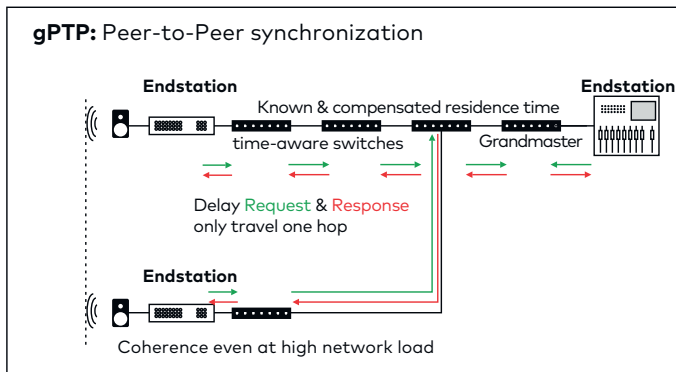 gPTP: Peer-to-Peer synchronization
Endstation
Endstation
Known & compensated residence time
time-aware switches
Grandmaster
Delay Request & Response
only travel one hop
Endstation
Coherence even at high network load